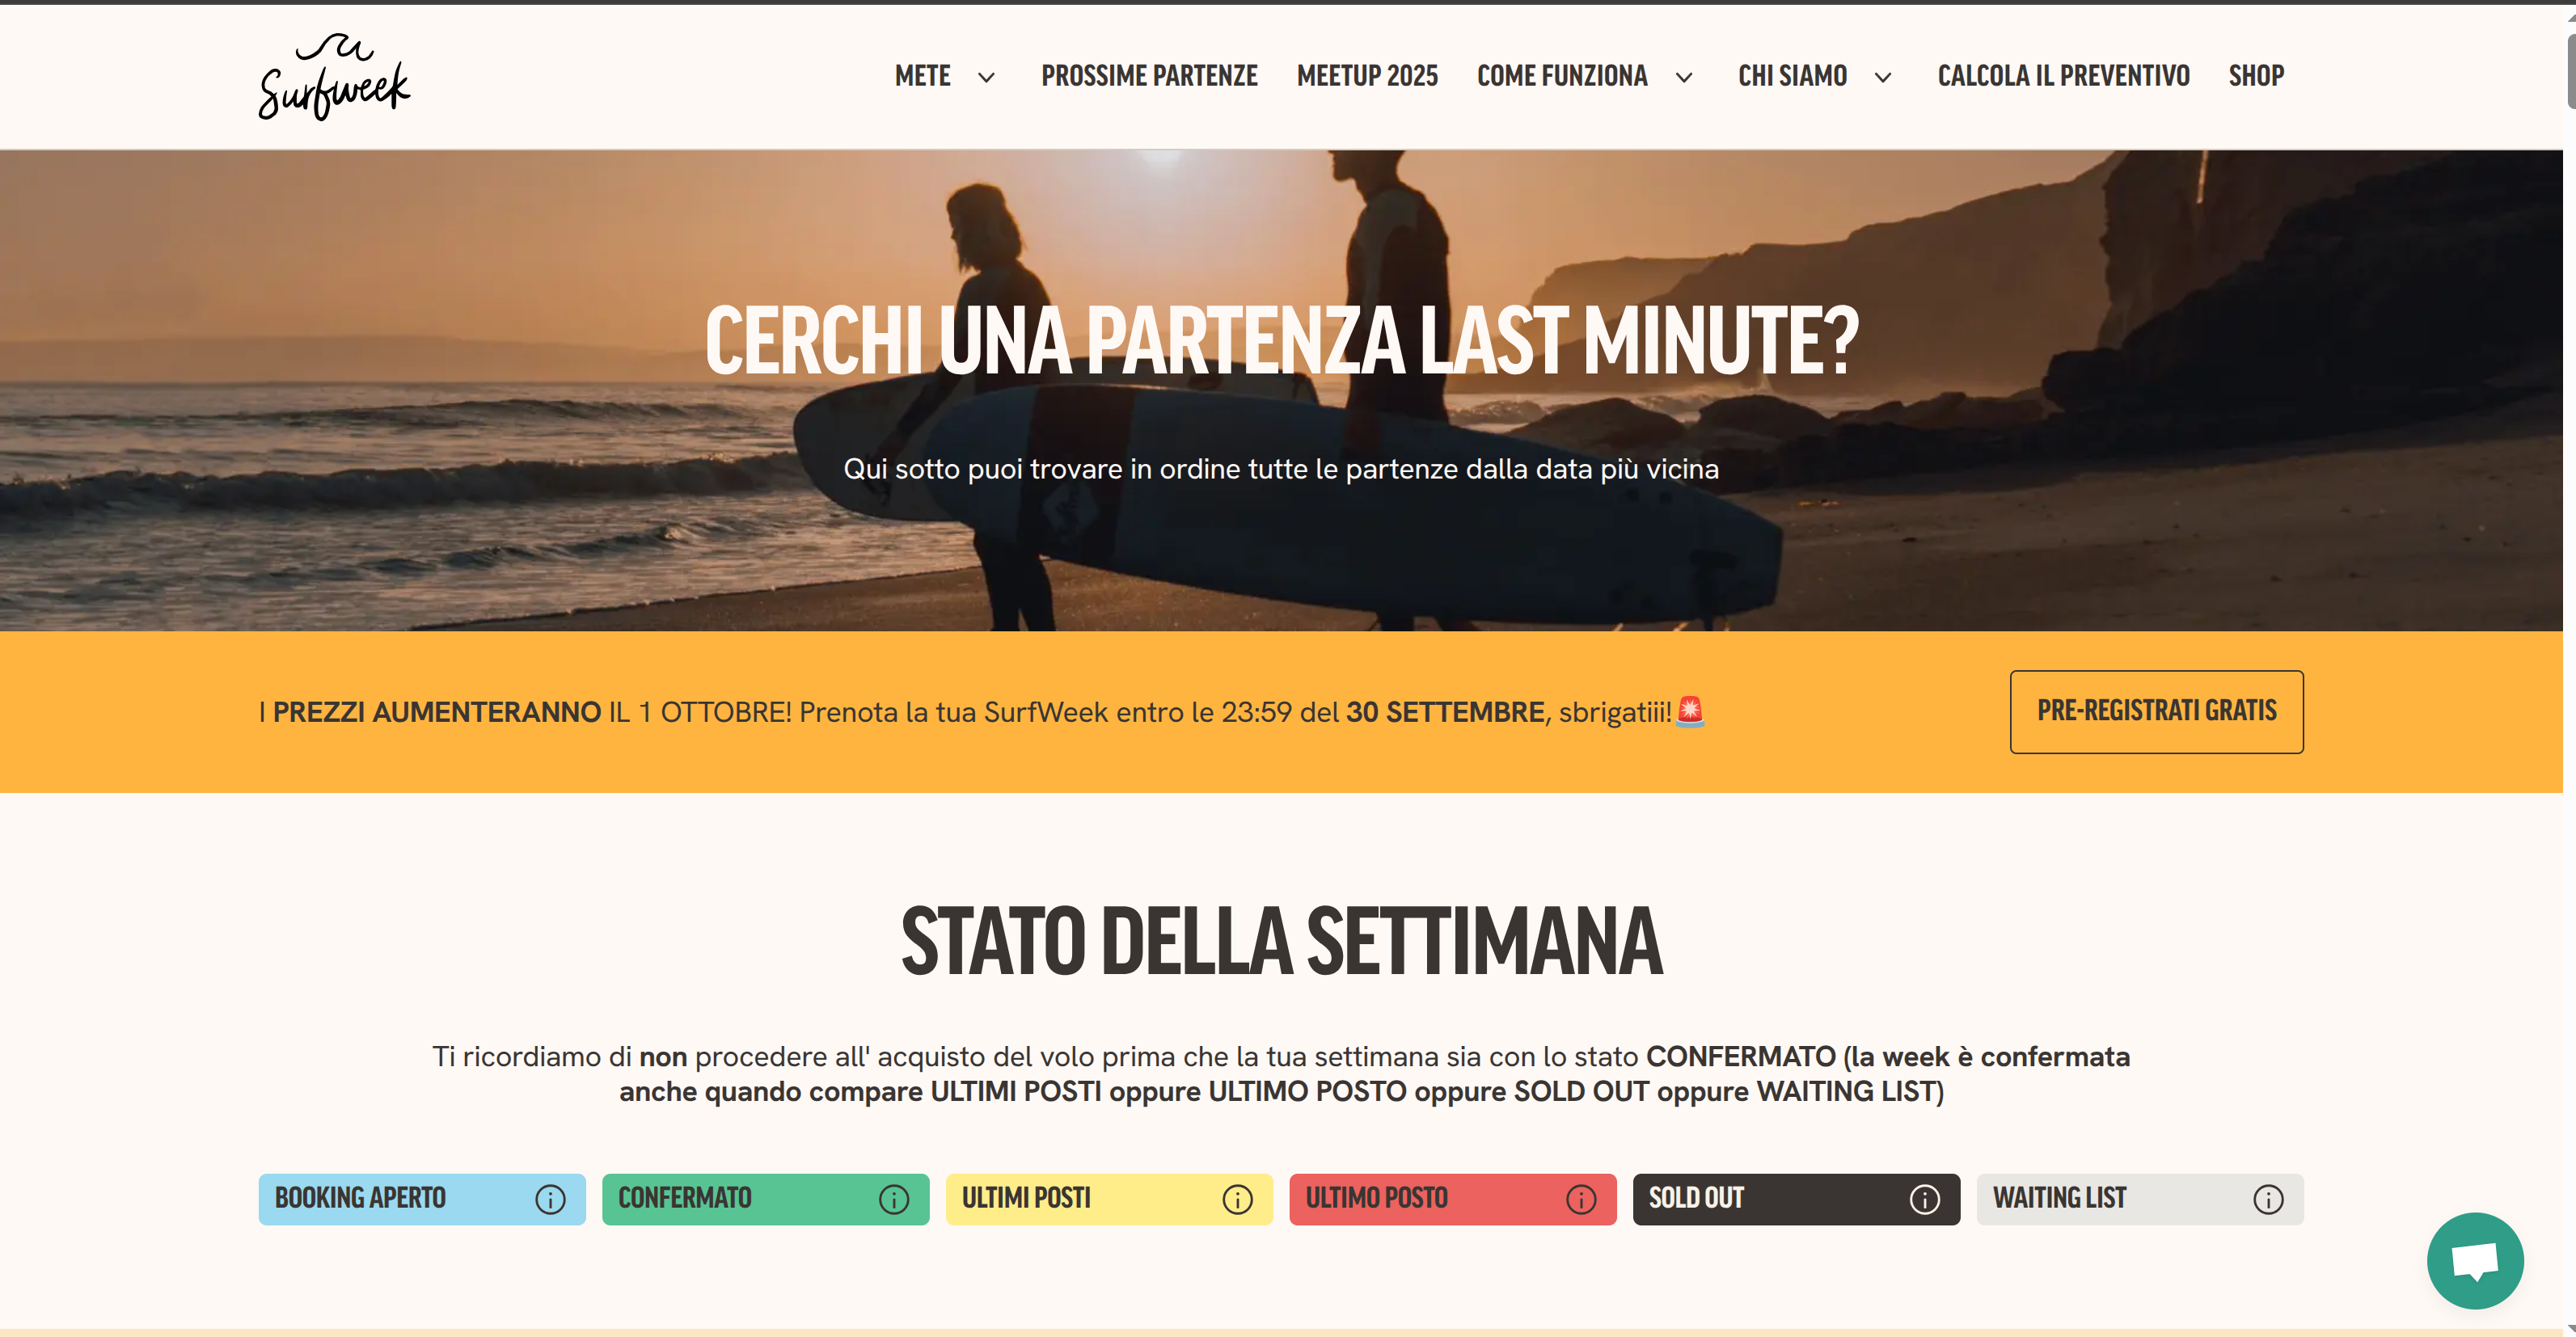 Surfweek
METE
PROSSIME PARTENZE
MEETUP 2025
COME FUNZIONA
CHI SIAMO
CALCOLA IL PREVENTIVO
SHOP
CERCHI UNA PARTENZA LAST MINUTE?
Qui sotto puoi trovare in ordine tutte le partenze dalla data più vicina
I PREZZI AUMENTERANNO IL 1 OTTOBRE! Prenota la tua SurfWeek entro le 23:59 del 30 SETTEMBRE, sbrigatiii!🚨
PRE-REGISTRATI GRATIS
STATO DELLA SETTIMANA
Ti ricordiamo di non procedere all' acquisto del volo prima che la tua settimana sia con lo stato CONFERMATO (la week è confermata
anche quando compare ULTIMI POSTI oppure ULTIMO POSTO oppure SOLD OUT oppure WAITING LIST)
BOOKING APERTO
CONFERMATO
ULTIMI POSTI
ULTIMO POSTO
SOLD OUT
WAITING LIST